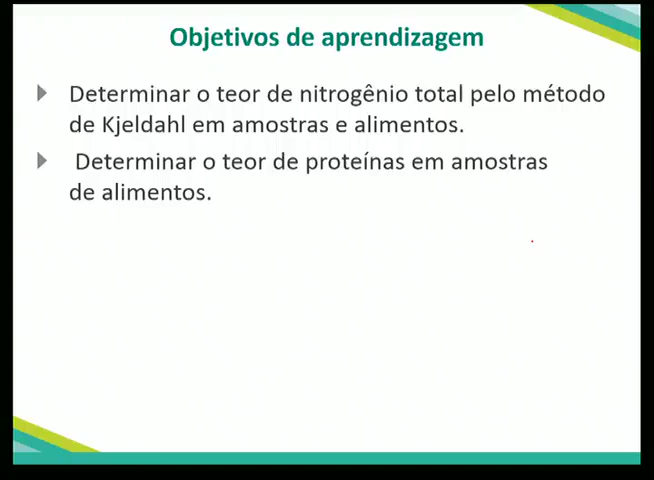 Objetivos de aprendizagem
Determinar o teor de nitrogênio total pelo método
de Kjeldahl em amostras e alimentos.
Determinar o teor de proteínas em amostras
de alimentos.